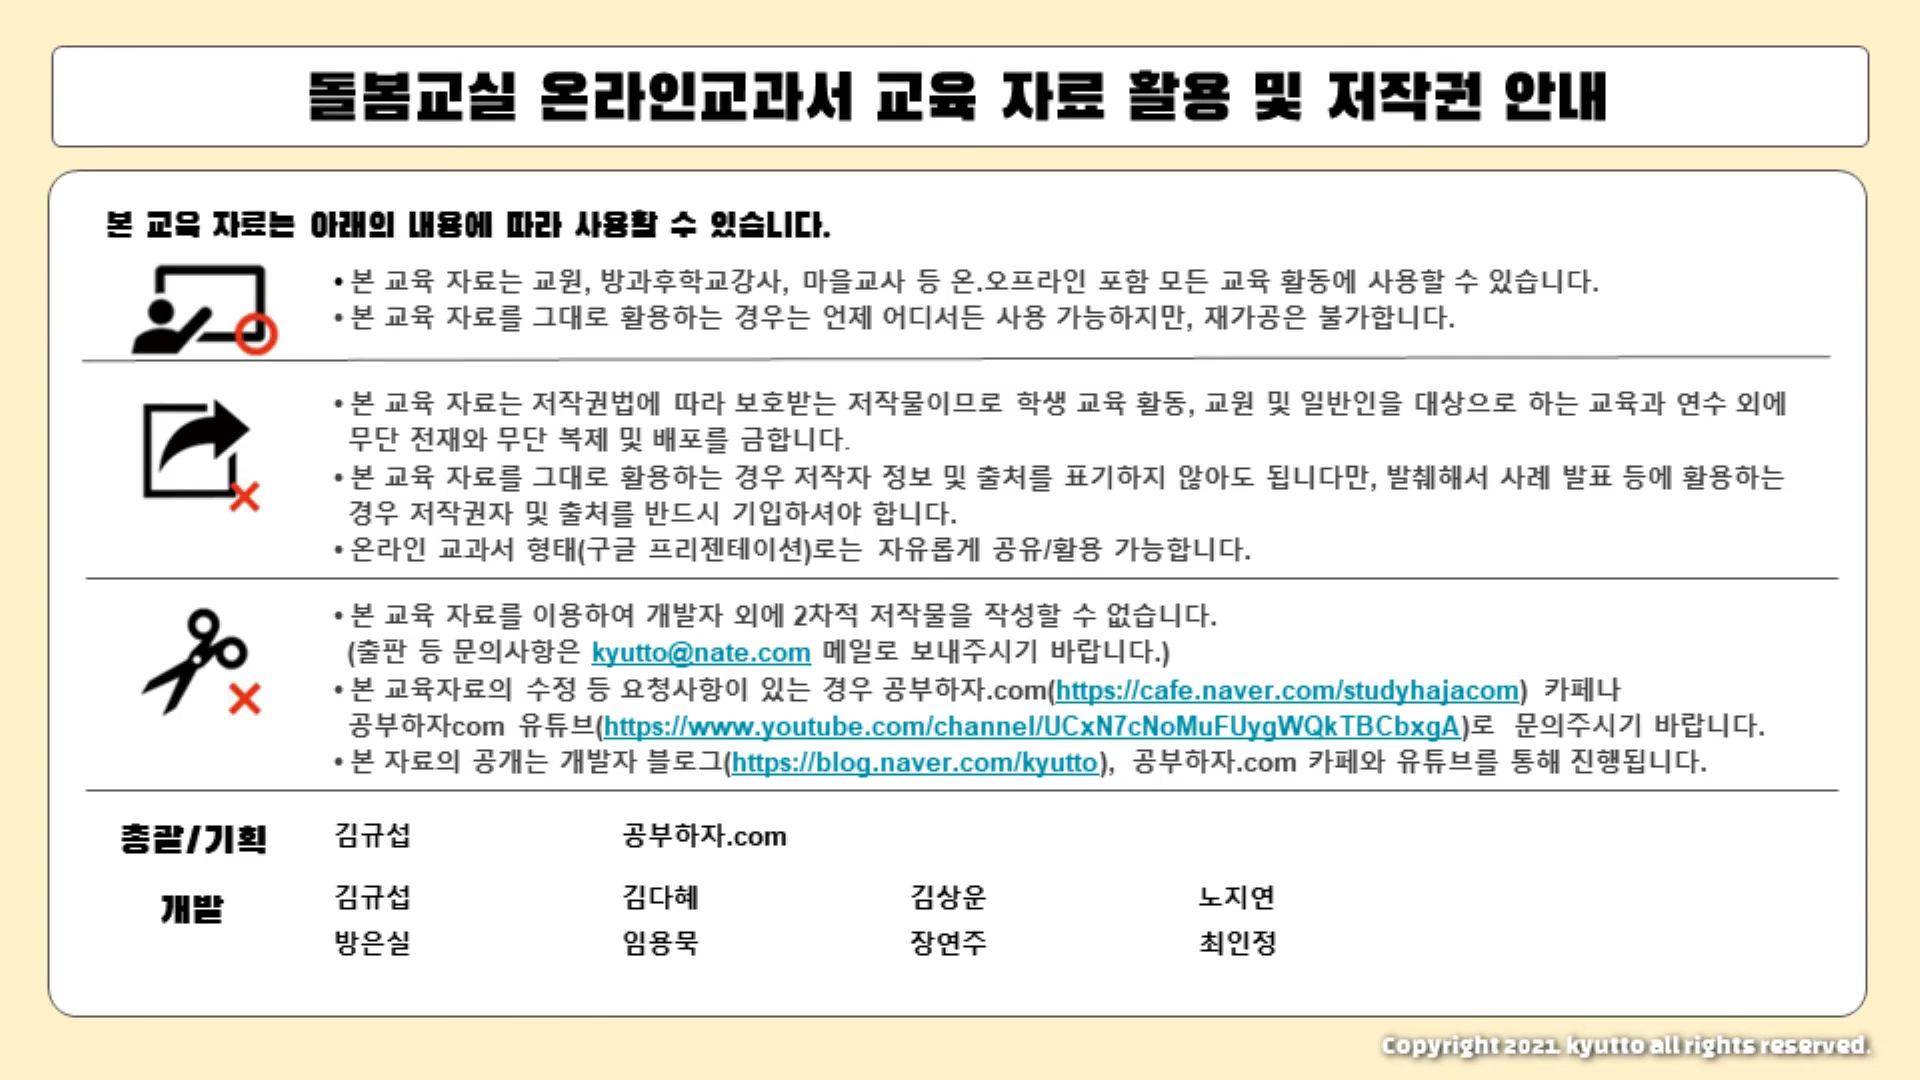 돌봄교실 온라인교과서 교육 자료 활용 및 저작권 안내
본 교육 자료는 아래의 내용에 따라 사용할 수 있습니다.
• 본 교육 자료는 교원, 방과후학교강사, 마을교사 등 온.오프라인 포함 모든 교육 활동에 사용할 수 있습니다.
• 본 교육 자료를 그대로 활용하는 경우는 언제 어디서든 사용 가능하지만, 재가공은 불가합니다.
• 본 교육 자료는 저작권법에 따라 보호받는 저작물이므로 학생 교육 활동, 교원 및 일반인을 대상으로 하는 교육과 연수 외에
무단 전재와 무단 복제 및 배포를 금합니다.
• 본 교육 자료를 그대로 활용하는 경우 저작자 정보 및 출처를 표기하지 않아도 됩니다만, 발췌해서 사례 발표 등에 활용하는
경우 저작권자 및 출처를 반드시 기입하셔야 합니다.
• 온라인 교과서 형태(구글 프리젠테이션)로는 자유롭게 공유/활용 가능합니다.
• 본 교육 자료를 이용하여 개발자 외에 2차적 저작물을 작성할 수 없습니다.
(출판 등 문의사항은 kyutto@nate.com 메일로 보내주시기 바랍니다.)
• 본 교육자료의 수정 등 요청사항이 있는 경우 공부하자.com(https://cafe.naver.com/studyhajacom) 카페나
공부하자com 유튜브(https://www.youtube.com/channel/UCxN7cNoMuFUygWQkTBCbxgA)로 문의주시기 바랍니다.
• 본 자료의 공개는 개발자 블로그(https://blog.naver.com/kyutto), 공부하자.com 카페와 유튜브를 통해 진행됩니다.
총괄/기획 김규섭 공부하자.com
개발 김규섭 김다혜 김상운 노지연
방은실 임용묵 장연주 최인정
Copyright 2021. kyutto all rights reserved.